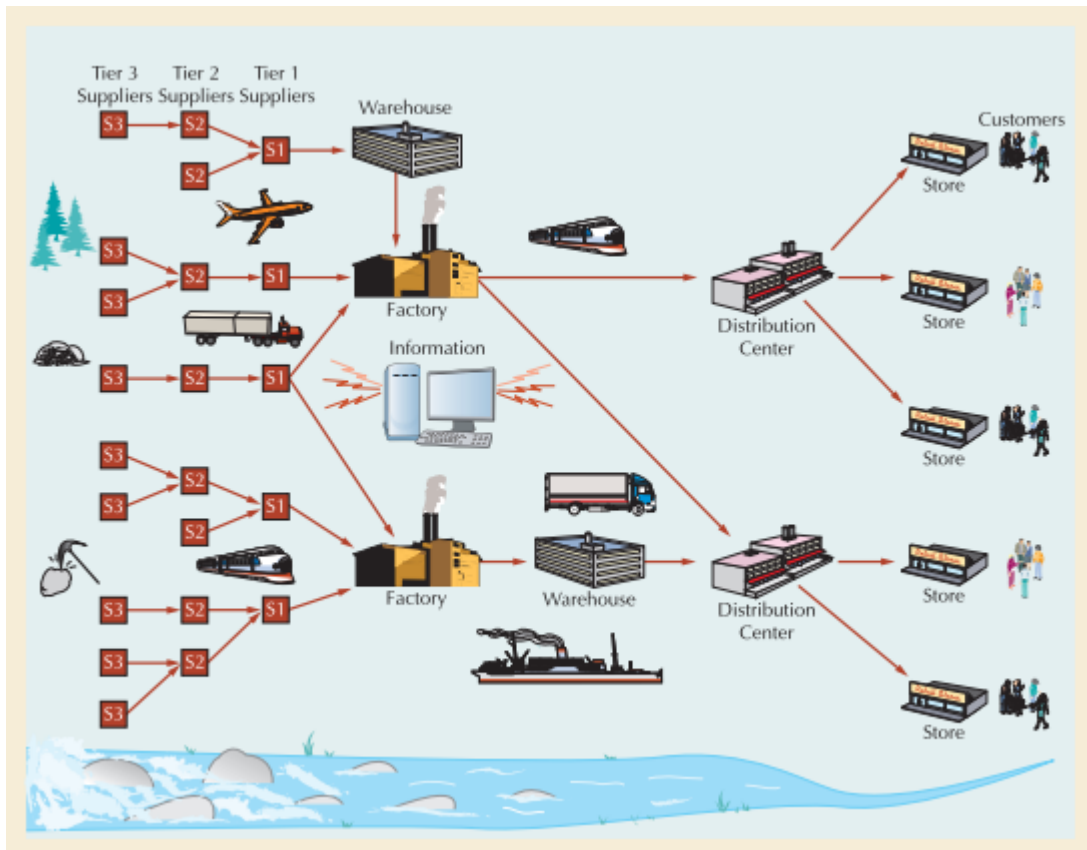 Tier 3 Suppliers
Tier 2 Suppliers
Tier 1 Suppliers
Warehouse
Customers
S3
S2
S1
S2
Store
S3
S2
S1
S3
Factory
Distribution
Center
Store
Information
S3
S2
S1
Store
S3
S2
S3
S1
S2
Factory
Warehouse
Distribution
Center
Store
S3
S2
S1
S3
S2
S3
Store